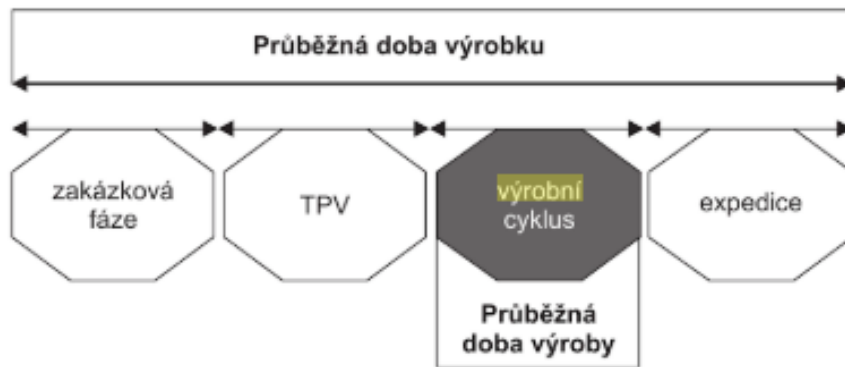 Průběžná doba výrobku
zakázková
fáze
TPV
výrobní
cyklus
expedice
Průběžná
doba výroby